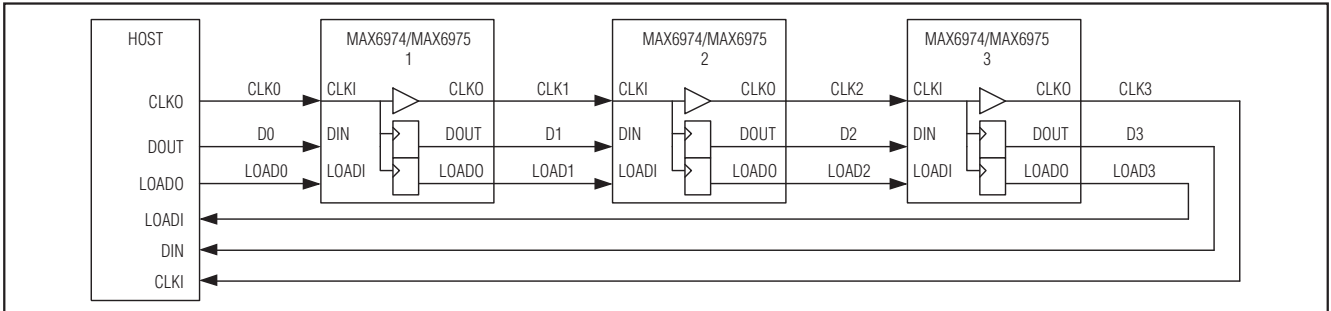 HOST
MAX6974/MAX6975
1
MAX6974/MAX6975
2
MAX6974/MAX6975
3
CLKO CLK0 CLKI CLKO CLK1 CLKI CLKO CLK2 CLKI CLKO CLK3
DOUT D0 DIN DOUT D1 DIN DOUT D2 DIN DOUT D3
LOADO LOAD0 LOADI LOADO LOAD1 LOADI LOADO LOAD2 LOADI LOADO LOAD3
LOADI
DIN
CLKI